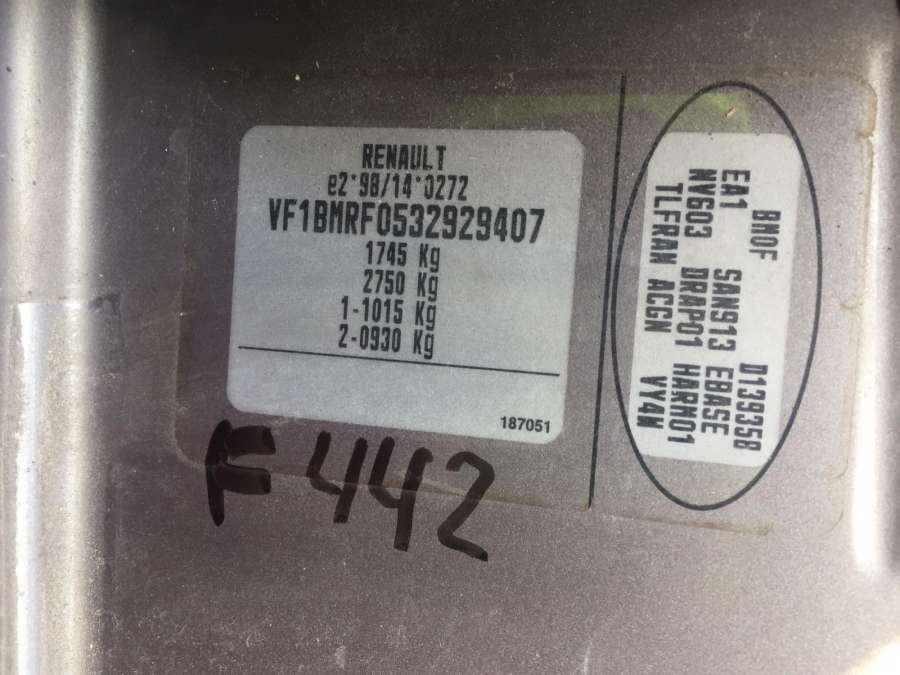 RENAULT
e2*98/14*0272
VF1BMRF0532929407
1745 Kg
2750 Kg
1-1015 Kg
2-0930 Kg
187051
BM0F SAN913 D139358
EA1 DRAP01 EBASE
NV603 ACGN HARM01
TLFRAN VY4N
F442